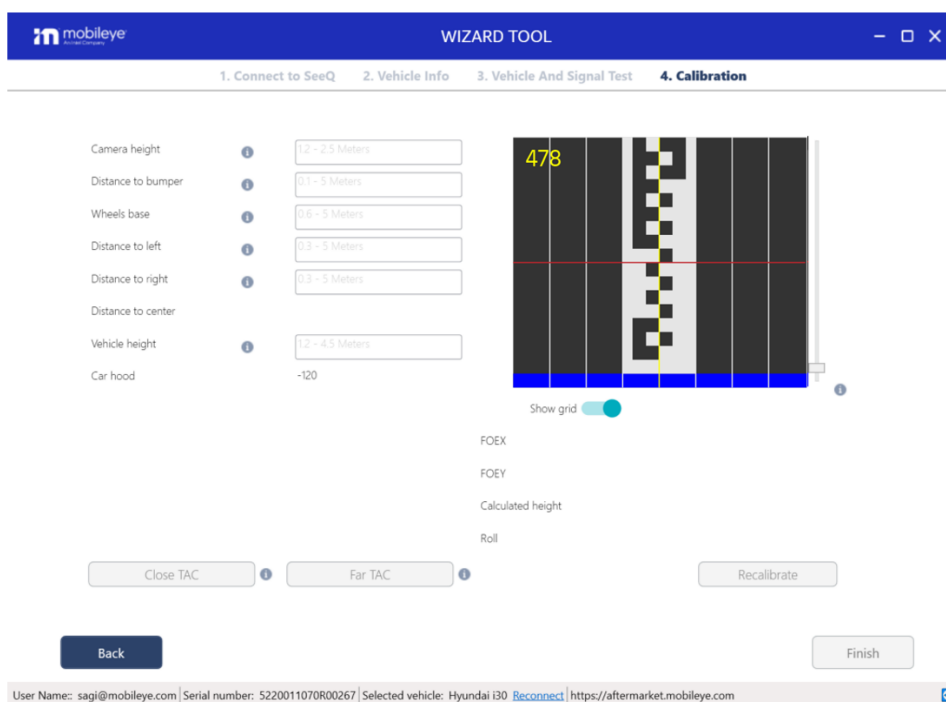 mobileye
An Intel Company
WIZARD TOOL
1. Connect to SeeQ 2. Vehicle Info 3. Vehicle And Signal Test 4. Calibration
Camera height 1.2 - 2.5 Meters
Distance to bumper 0.1 - 5 Meters
Wheels base 0.6 - 5 Meters
Distance to left 0.3 - 5 Meters
Distance to right 0.3 - 5 Meters
Distance to center
Vehicle height 1.2 - 4.5 Meters
Car hood -120
478
Show grid
FOEX
FOEY
Calculated height
Roll
Close TAC Far TAC Recalibrate
Back Finish
User Name:: sagi@mobileye.com Serial number: 5220011070R00267 Selected vehicle: Hyundai i30 Reconnect https://aftermarket.mobileye.com